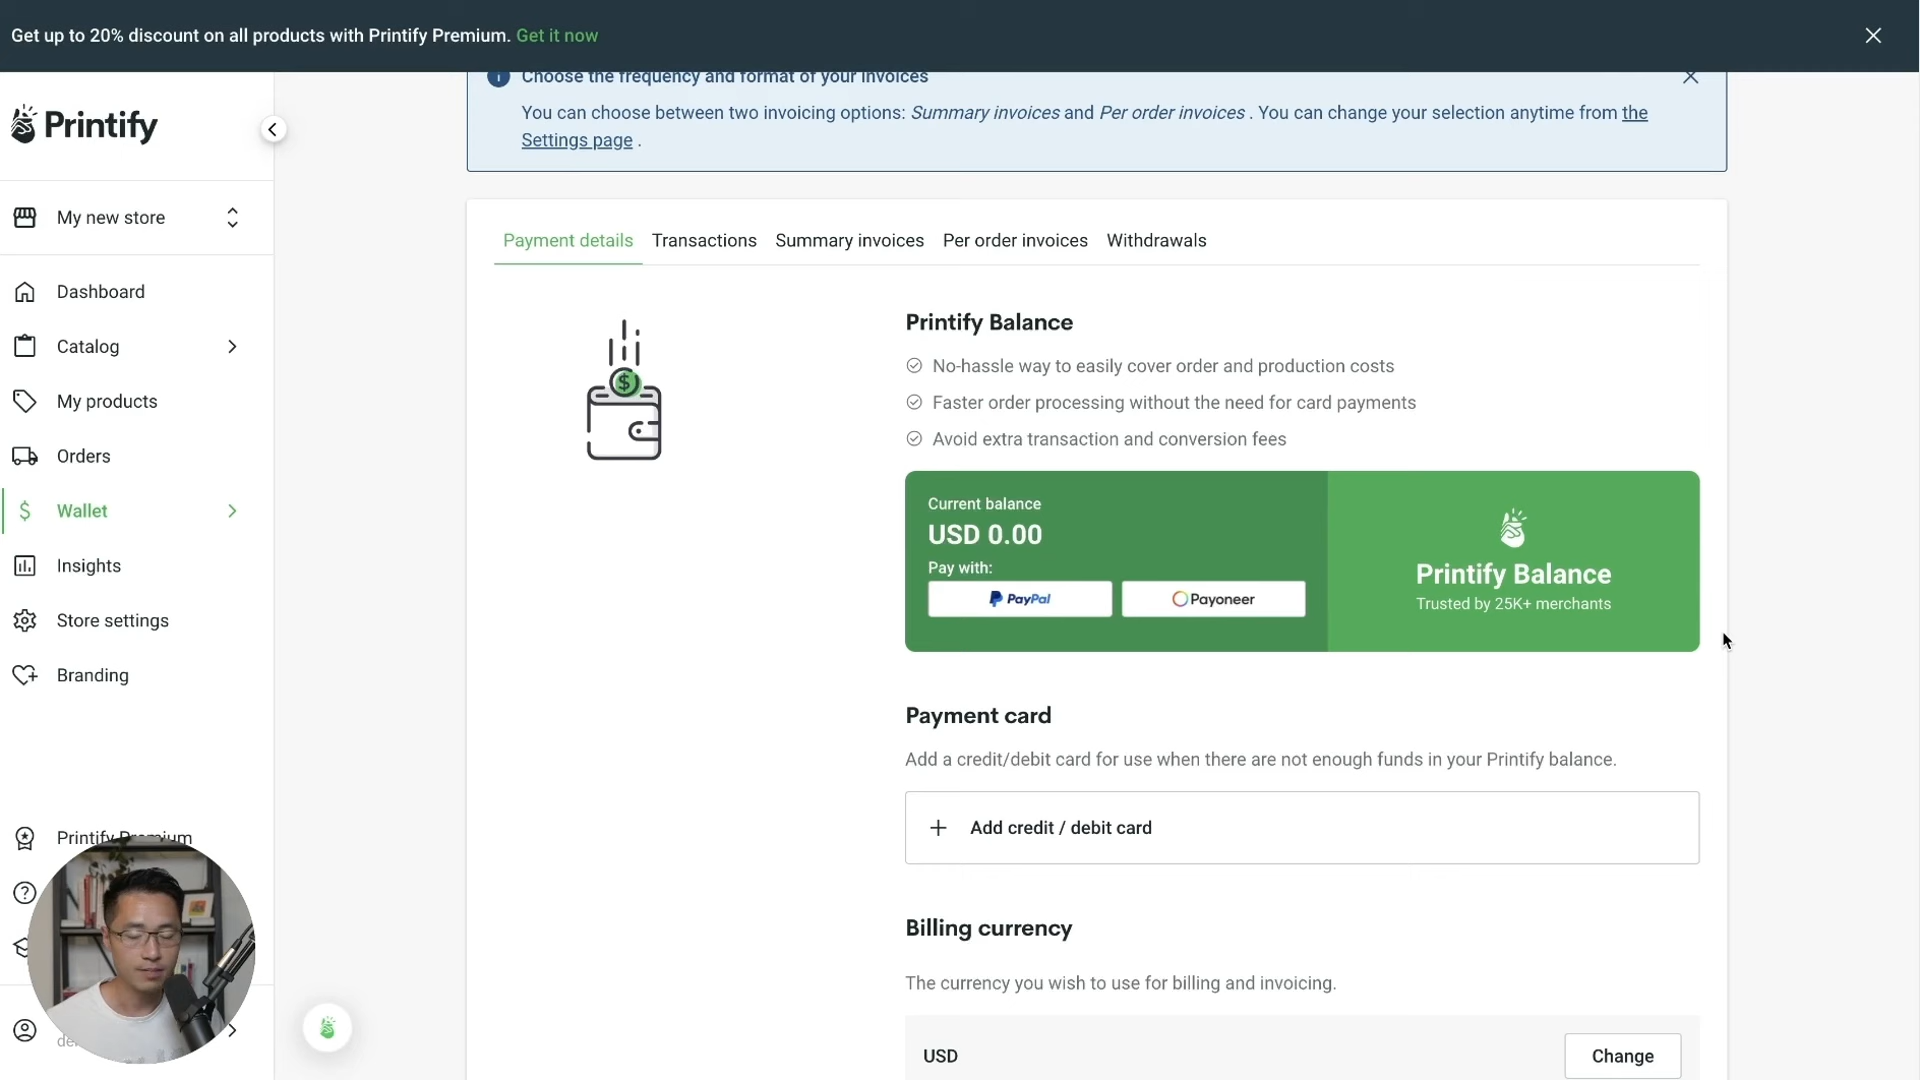 Get up to 20% discount on all products with Printify Premium. Get it now
Choose the frequency and format of your invoices
You can choose between two invoicing options: Summary invoices and Per order invoices . You can change your selection anytime from the
Settings page .
Printify
My new store
Dashboard
Catalog
My products
Orders
Wallet
Insights
Store settings
Branding
Printify Premium
Payment details
Transactions
Summary invoices
Per order invoices
Withdrawals
Printify Balance
No-hassle way to easily cover order and production costs
Faster order processing without the need for card payments
Avoid extra transaction and conversion fees
Current balance
USD 0.00
Pay with:
PayPal
Payoneer
Printify Balance
Trusted by 25K+ merchants
Payment card
Add a credit/debit card for use when there are not enough funds in your Printify balance.
Add credit / debit card
Billing currency
The currency you wish to use for billing and invoicing.
USD
Change